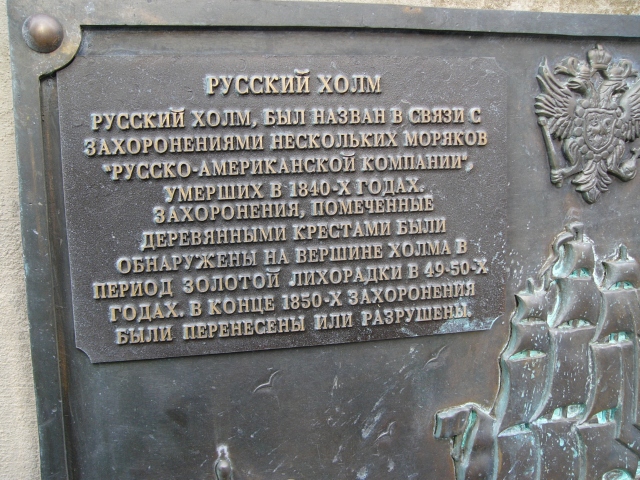 РУССКИЙ ХОЛМ
РУССКИЙ ХОЛМ, БЫЛ НАЗВАН В СВЯЗИ С
ЗАХОРОНЕНИЯМИ НЕСКОЛЬКИХ МОРЯКОВ
"РУССКО-АМЕРИКАНСКОЙ КОМПАНИИ",
УМЕРШИХ В 1840-Х ГОДАХ.
ЗАХОРОНЕНИЯ, ПОМЕЧЕННЫЕ
ДЕРЕВЯННЫМИ КРЕСТАМИ БЫЛИ
ОБНАРУЖЕНЫ НА ВЕРШИНЕ ХОЛМА В
ПЕРИОД ЗОЛОТОЙ ЛИХОРАДКИ В 49-50-Х
ГОДАХ. В КОНЦЕ 1850-Х ЗАХОРОНЕНИЯ
БЫЛИ ПЕРЕНЕСЕНЫ ИЛИ РАЗРУШЕНЫ.